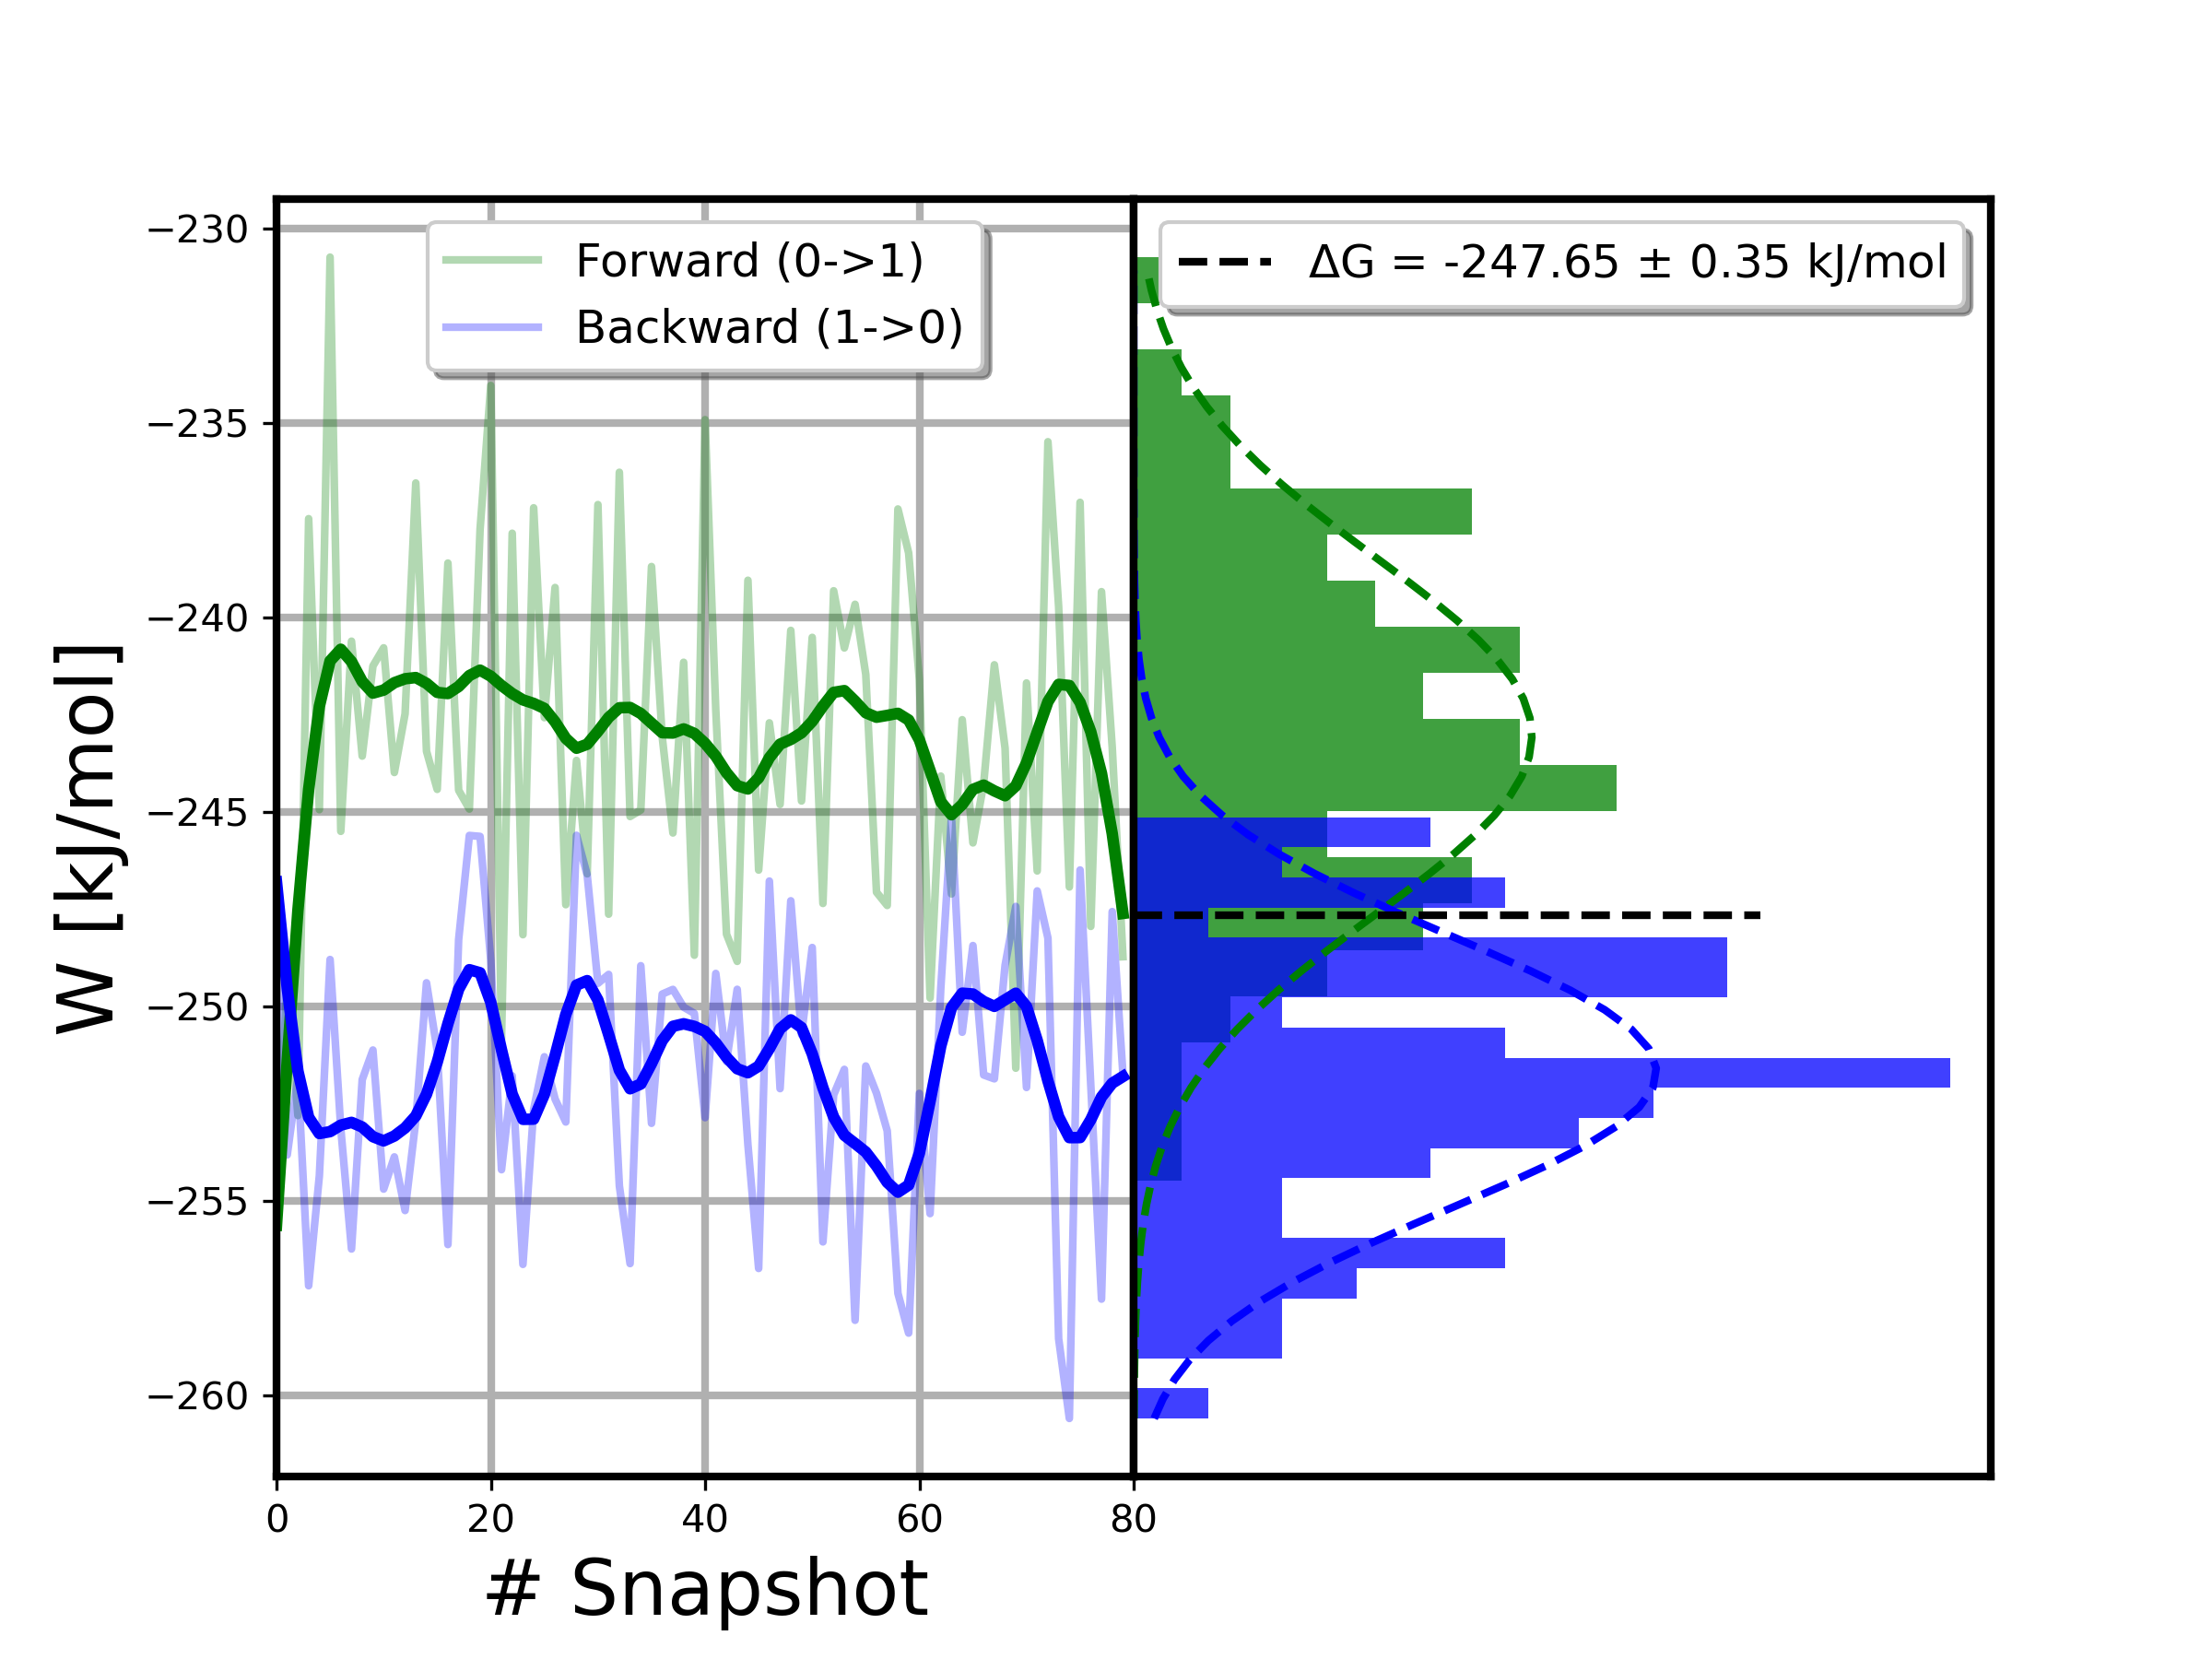 Forward (0->1)
Backward (1->0)
ΔG = -247.65 ± 0.35 kJ/mol
W [kJ/mol]
−230
−235
−240
−245
−250
−255
−260
0 20 40 60 80
# Snapshot